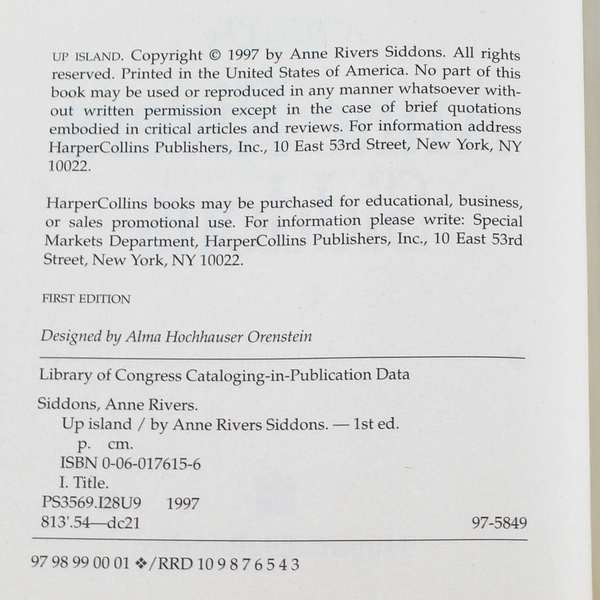 UP ISLAND. Copyright © 1997 by Anne Rivers Siddons. All rights
reserved. Printed in the United States of America. No part of this
book may be used or reproduced in any manner whatsoever with-
out written permission except in the case of brief quotations
embodied in critical articles and reviews. For information address
HarperCollins Publishers, Inc., 10 East 53rd Street, New York, NY
10022.
HarperCollins books may be purchased for educational, business,
or sales promotional use. For information please write: Special
Markets Department, HarperCollins Publishers, Inc., 10 East 53rd
Street, New York, NY 10022.
FIRST EDITION
Designed by Alma Hochhauser Orenstein
Library of Congress Cataloging-in-Publication Data
Siddons, Anne Rivers.
Up island / by Anne Rivers Siddons. — 1st ed.
p. cm.
ISBN 0-06-017615-6
I. Title.
PS3569.I28U9 1997
813'.54—dc21 97-5849
97 98 99 00 01 ❖/RRD 10 9 8 7 6 5 4 3